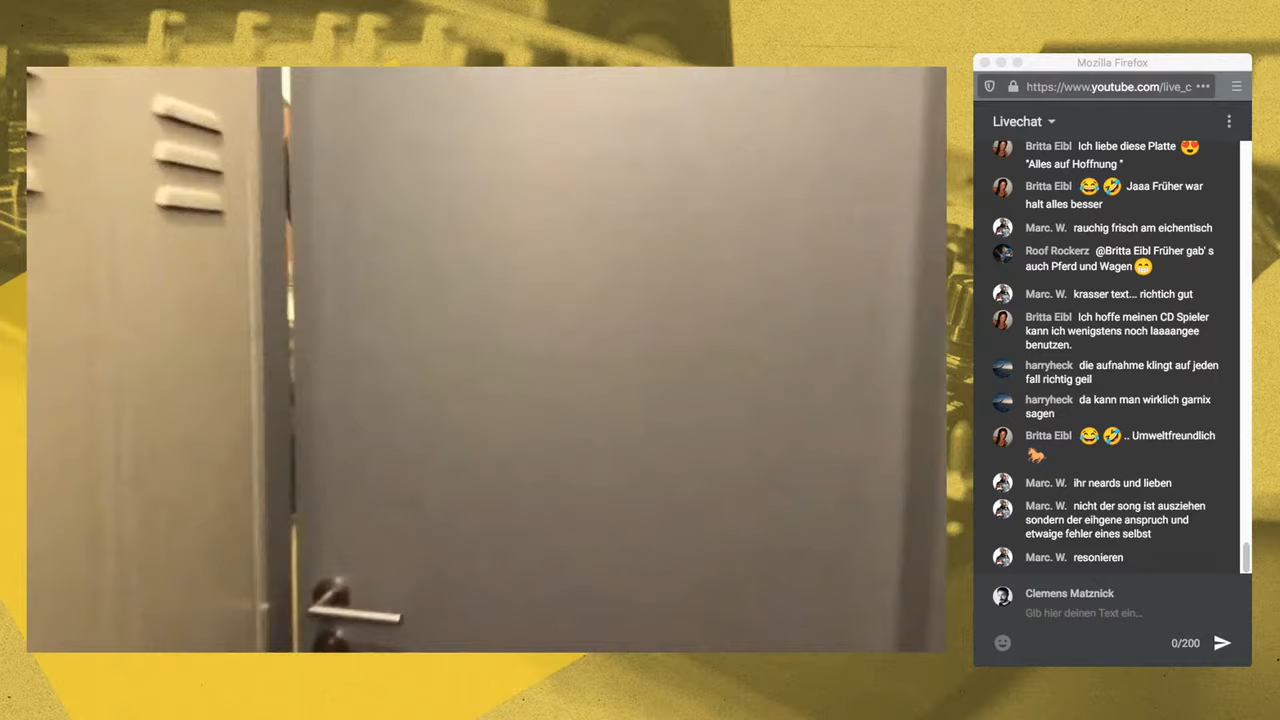 Mozilla Firefox
https://www.youtube.com/live_c
Livechat
Britta Eibl Ich liebe diese Platte 😍
"Alles auf Hoffnung "
Britta Eibl 😂 🤣 Jaaa Früher war
halt alles besser
Marc. W. rauchig frisch am eichentisch
Roof Rockerz @Britta Eibl Früher gab' s
auch Pferd und Wagen 😁
Marc. W. krasser text... richtich gut
Britta Eibl Ich hoffe meinen CD Spieler
kann ich wenigstens noch laaaangee
benutzen.
harryheck die aufnahme klingt auf jeden
fall richtig geil
harryheck da kann man wirklich garnix
sagen
Britta Eibl 😂 🤣 .. Umweltfreundlich
🐎
Marc. W. ihr neards und lieben
Marc. W. nicht der song ist ausziehen
sondern der eihgene anspruch und
etwaige fehler eines selbst
Marc. W. resonieren
Clemens Matznick
Gib hier deinen Text ein...
0/200